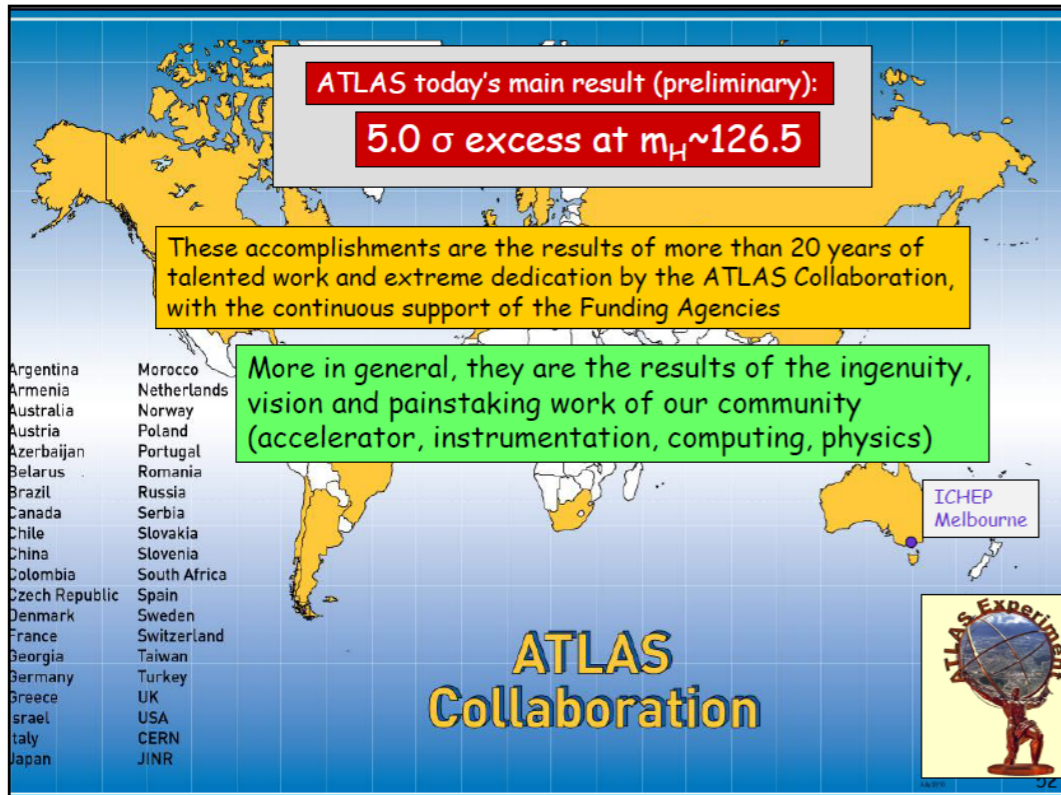 ATLAS today's main result (preliminary):
5.0 σ excess at mH~126.5
These accomplishments are the results of more than 20 years of
talented work and extreme dedication by the ATLAS Collaboration,
with the continuous support of the Funding Agencies
More in general, they are the results of the ingenuity,
vision and painstaking work of our community
(accelerator, instrumentation, computing, physics)
Argentina
Armenia
Australia
Austria
Azerbaijan
Belarus
Brazil
Canada
Chile
China
Colombia
Czech Republic
Denmark
France
Georgia
Germany
Greece
Israel
Italy
Japan
Morocco
Netherlands
Norway
Poland
Portugal
Romania
Russia
Serbia
Slovakia
Slovenia
South Africa
Spain
Sweden
Switzerland
Taiwan
Turkey
UK
USA
CERN
JINR
ICHEP
Melbourne
ATLAS
Collaboration
ATLAS Experiment
52